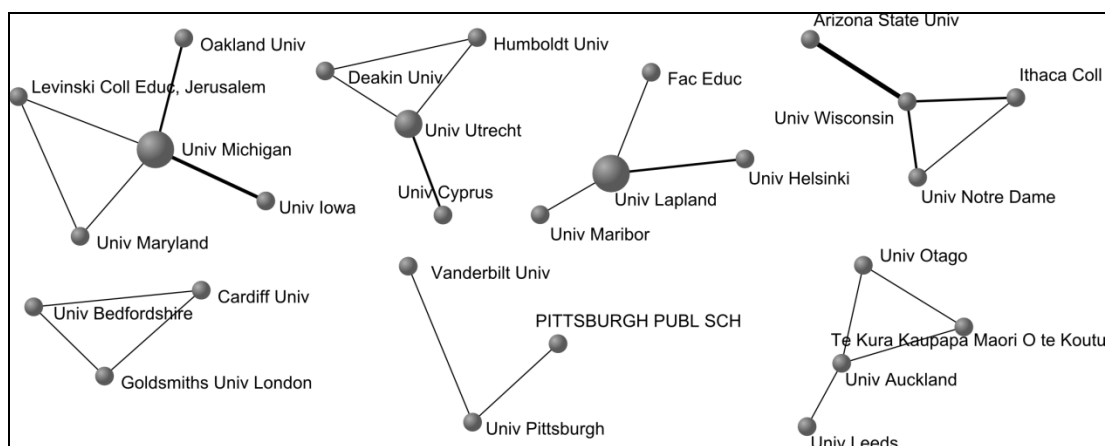 Oakland Univ
Levinski Coll Educ, Jerusalem
Univ Michigan
Univ Iowa
Univ Maryland
Humboldt Univ
Deakin Univ
Univ Utrecht
Univ Cyprus
Fac Educ
Univ Helsinki
Univ Lapland
Univ Maribor
Arizona State Univ
Ithaca Coll
Univ Wisconsin
Univ Notre Dame
Cardiff Univ
Univ Bedfordshire
Goldsmiths Univ London
Vanderbilt Univ
PITTSBURGH PUBL SCH
Univ Pittsburgh
Univ Otago
Te Kura Kaupapa Maori O te Koutu
Univ Auckland
Univ Leeds